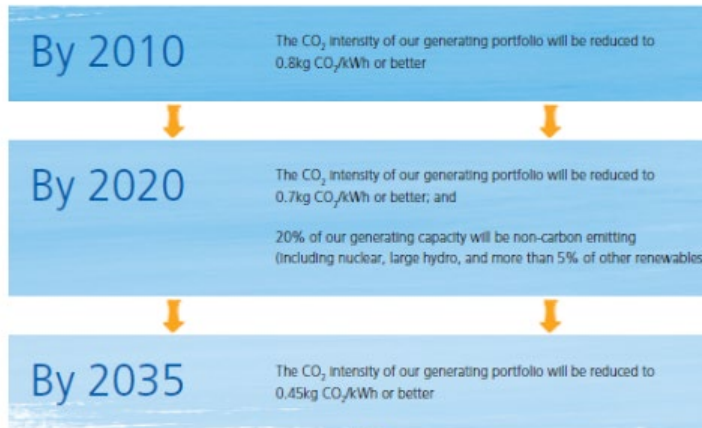 By 2010
The CO₂ intensity of our generating portfolio will be reduced to
0.8kg CO₂/kWh or better
By 2020
The CO₂ intensity of our generating portfolio will be reduced to
0.7kg CO₂/kWh or better; and
20% of our generating capacity will be non-carbon emitting
(including nuclear, large hydro, and more than 5% of other renewables
By 2035
The CO₂ intensity of our generating portfolio will be reduced to
0.45kg CO₂/kWh or better